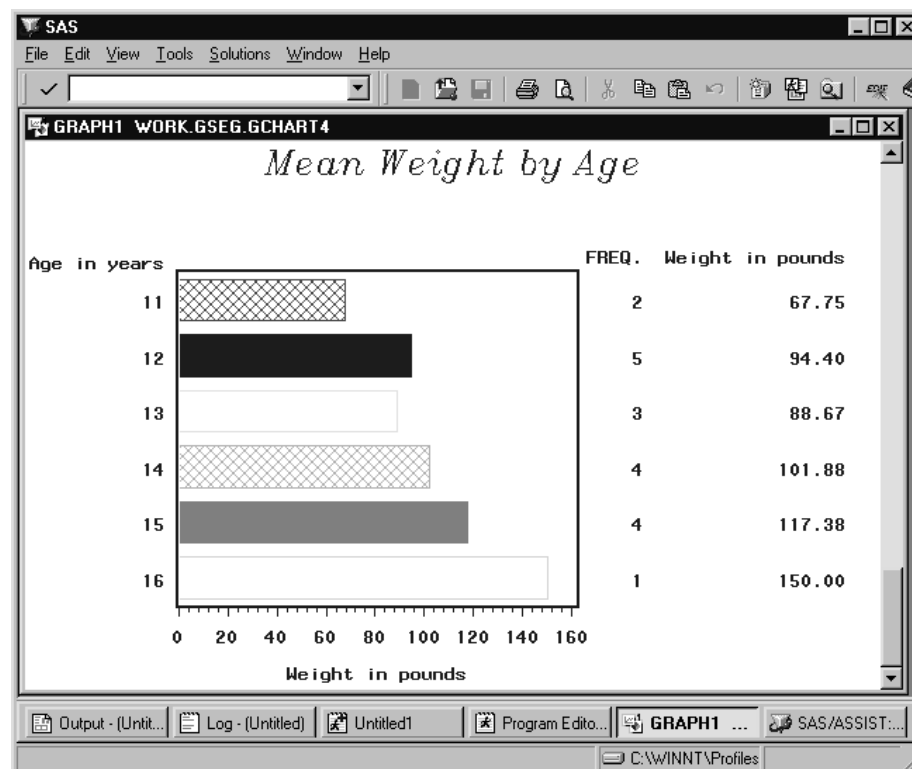 SAS
File Edit View Tools Solutions Window Help
GRAPH1 WORK.GSEG.GCHART4
Mean Weight by Age
Age in years FREQ. Weight in pounds
11 2 67.75
12 5 94.40
13 3 88.67
14 4 101.88
15 4 117.38
16 1 150.00
0 20 40 60 80 100 120 140 160
Weight in pounds
Output - (Untit... Log - (Untitled) Untitled1 Program Edito... GRAPH1 ... SAS/ASSIST:...
C:\WINNT\Profiles